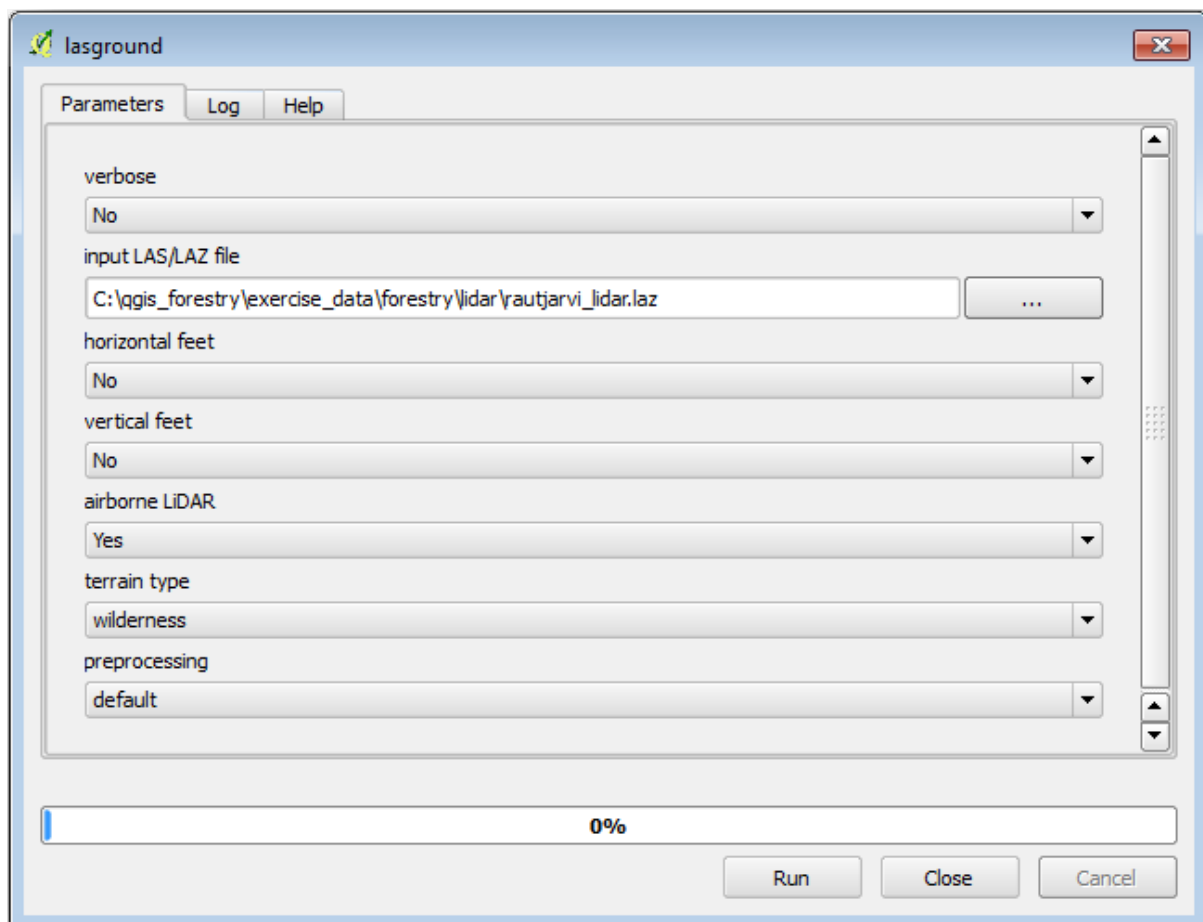 lasground
Parameters Log Help
verbose
No
input LAS/LAZ file
C:\qgis_forestry\exercise_data\forestry\lidar\rautjarvi_lidar.laz ...
horizontal feet
No
vertical feet
No
airborne LiDAR
Yes
terrain type
wilderness
preprocessing
default
0%
Run Close Cancel